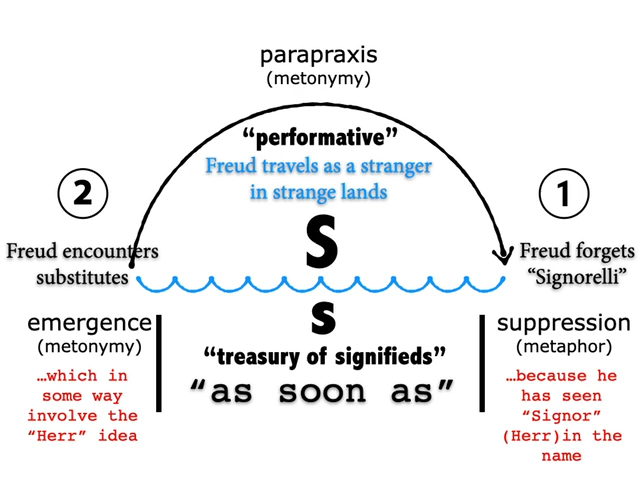 parapraxis
(metonymy)
“performative”
Freud travels as a stranger
in strange lands
2
1
Freud encounters
substitutes
S
Freud forgets
“Signorelli”
emergence
(metonymy)
s
suppression
(metaphor)
“treasury of signifieds”
“as soon as”
…which in
some way
involve the
“Herr” idea
…because he
has seen
“Signor”
(Herr)in the
name